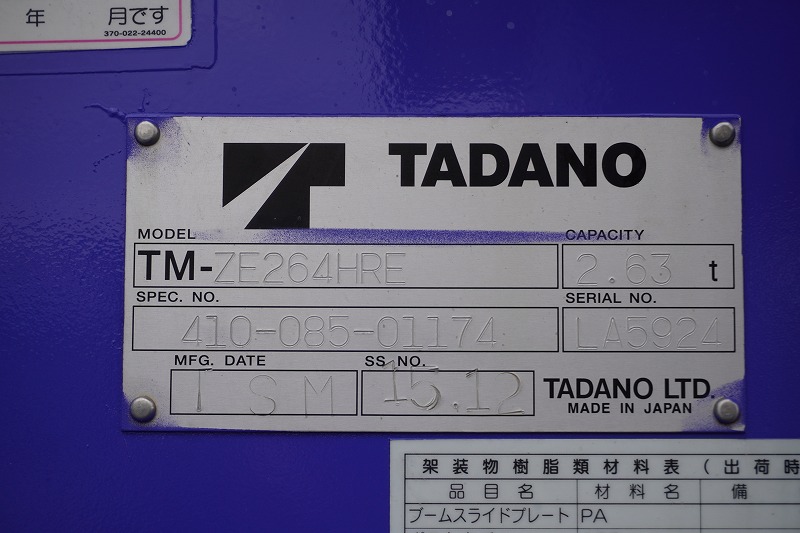 年 月です
370-022-24400
TADANO
MODEL CAPACITY
TM-ZE264HRE 2.63 t
SPEC. NO. SERIAL NO.
410-085-01174 LA5924
MFG. DATE SS NO.
I S M 15.12 TADANO LTD.
MADE IN JAPAN
架装物樹脂類材料表(出荷時
品目名 材料名 備
ブームスライドプレート PA